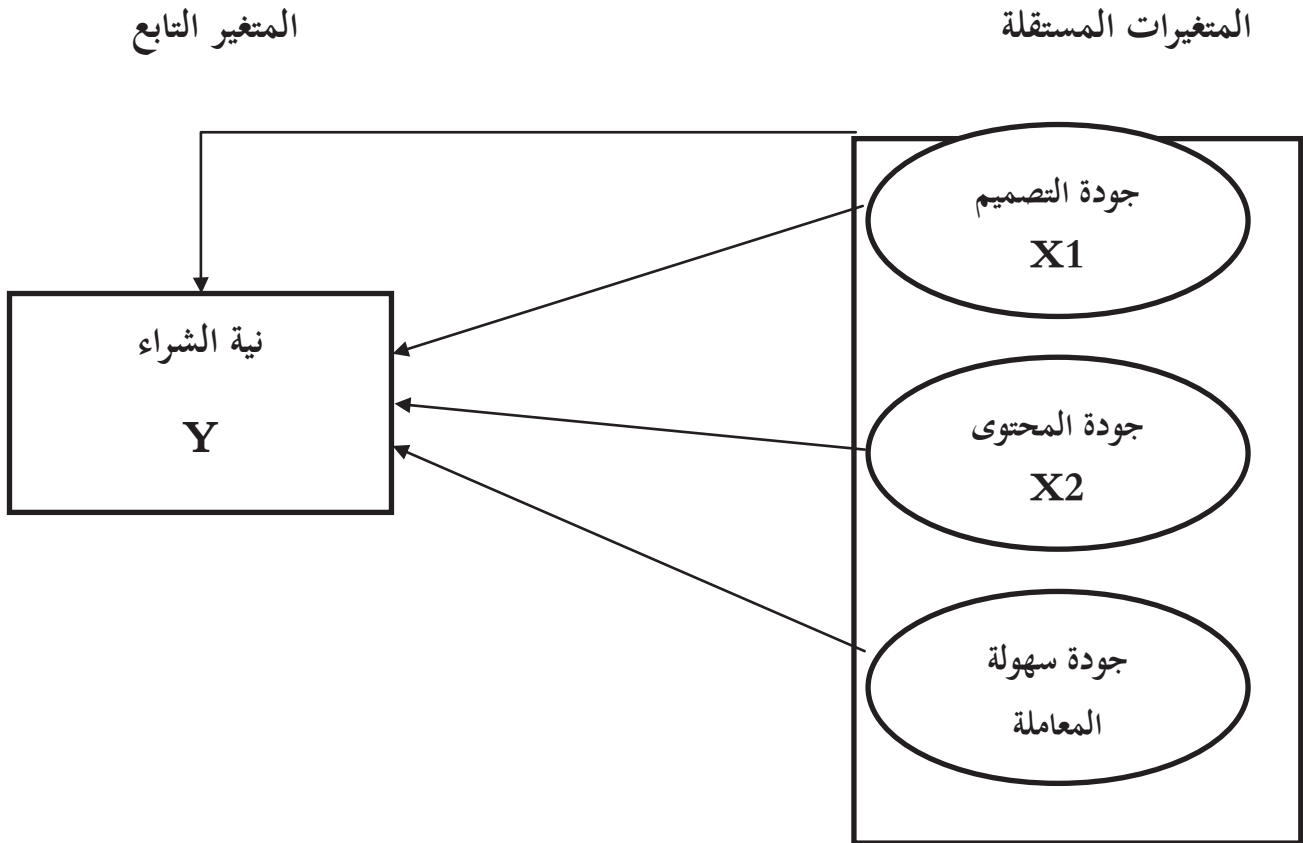 المتغيرات المستقلة
المتغير التابع
جودة التصميم
X1
نية الشراء
Y
جودة المحتوى
X2
جودة سهولة
المعاملة